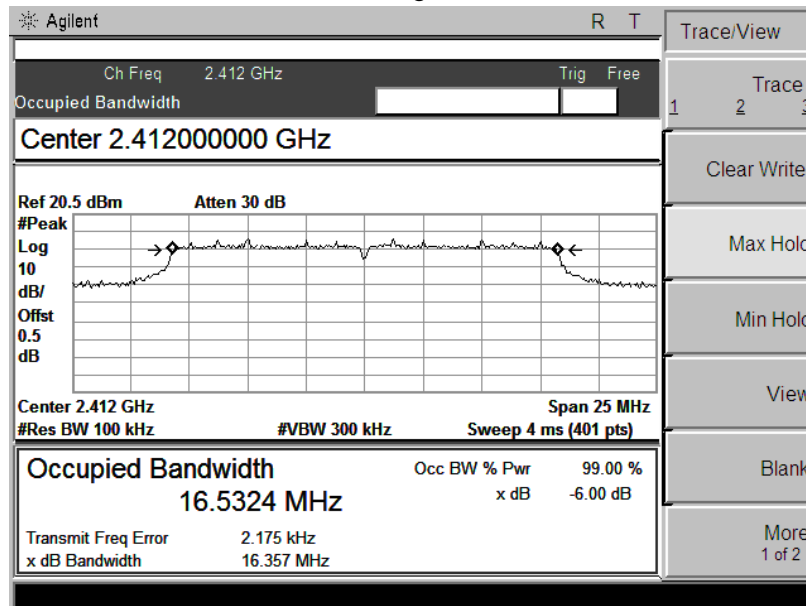 Agilent R T
Ch Freq 2.412 GHz Trig Free
Occupied Bandwidth
Center 2.412000000 GHz
Ref 20.5 dBm Atten 30 dB
#Peak
Log
10
dB/
Offst
0.5
dB
Center 2.412 GHz Span 25 MHz
#Res BW 100 kHz #VBW 300 kHz Sweep 4 ms (401 pts)
Occupied Bandwidth Occ BW % Pwr 99.00 %
16.5324 MHz x dB -6.00 dB
Transmit Freq Error 2.175 kHz
x dB Bandwidth 16.357 MHz
Trace/View
Trace
1 2 3
Clear Write
Max Hold
Min Hold
View
Blank
More
1 of 2